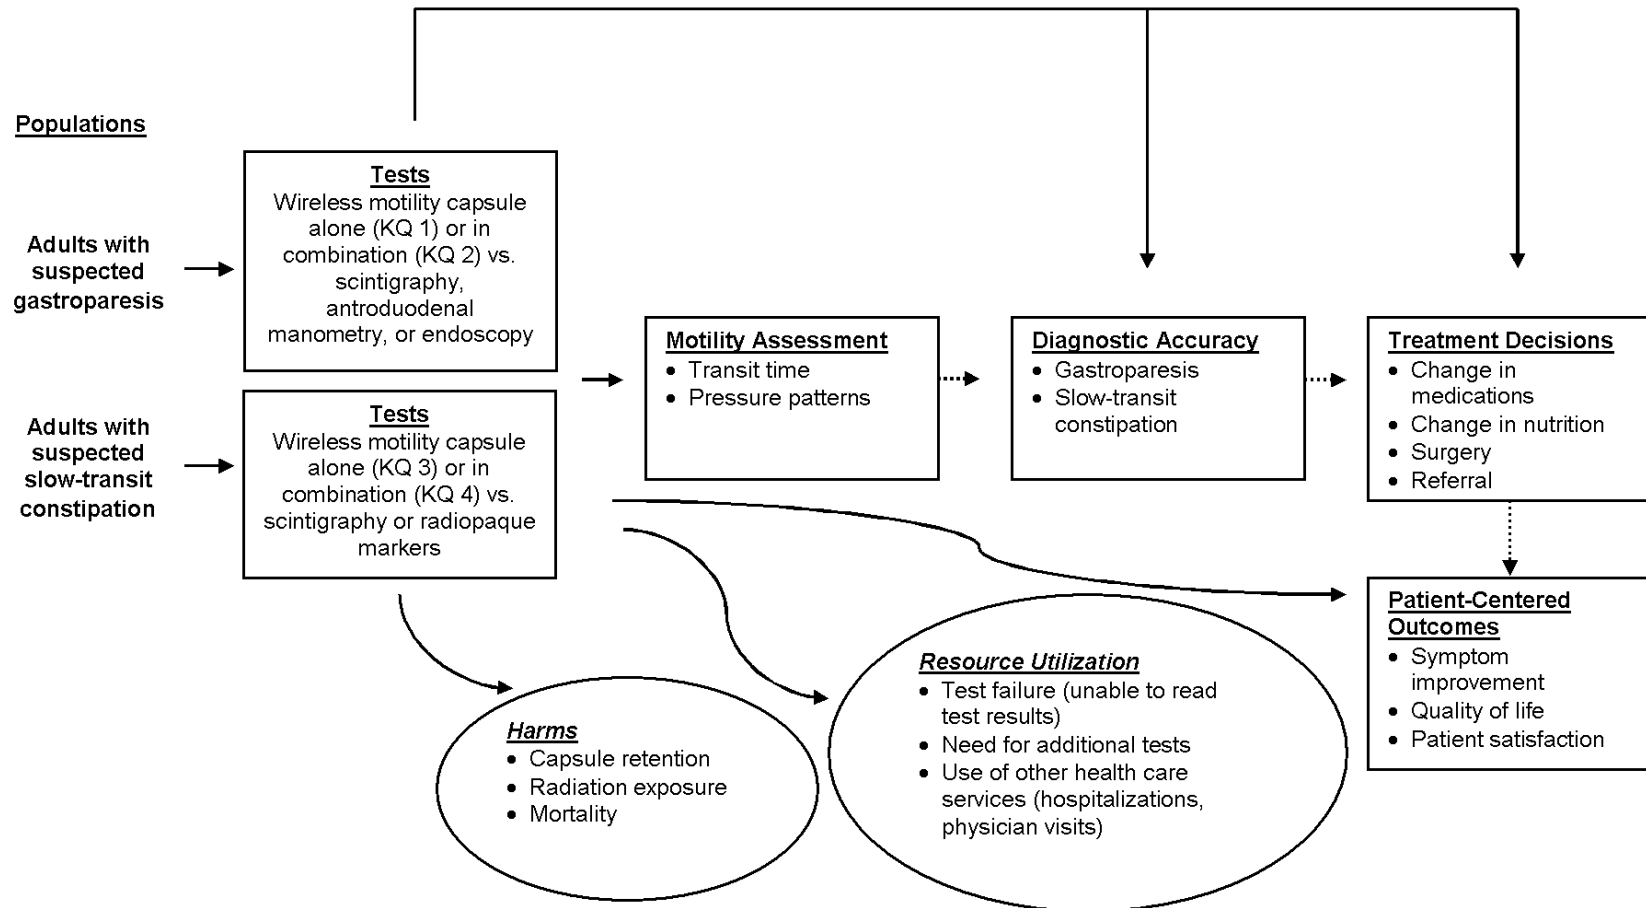 Populations
Adults with
suspected
gastroparesis
Tests
Wireless motility capsule
alone (KQ 1) or in
combination (KQ 2) vs.
scintigraphy,
antroduodenal
manometry, or endoscopy
Adults with
suspected
slow-transit
constipation
Tests
Wireless motility capsule
alone (KQ 3) or in
combination (KQ 4) vs.
scintigraphy or radiopaque
markers
Motility Assessment
• Transit time
• Pressure patterns
Diagnostic Accuracy
• Gastroparesis
• Slow-transit
constipation
Treatment Decisions
• Change in
medications
• Change in nutrition
• Surgery
• Referral
Harms
• Capsule retention
• Radiation exposure
• Mortality
Resource Utilization
• Test failure (unable to read
test results)
• Need for additional tests
• Use of other health care
services (hospitalizations,
physician visits)
Patient-Centered
Outcomes
• Symptom
improvement
• Quality of life
• Patient satisfaction